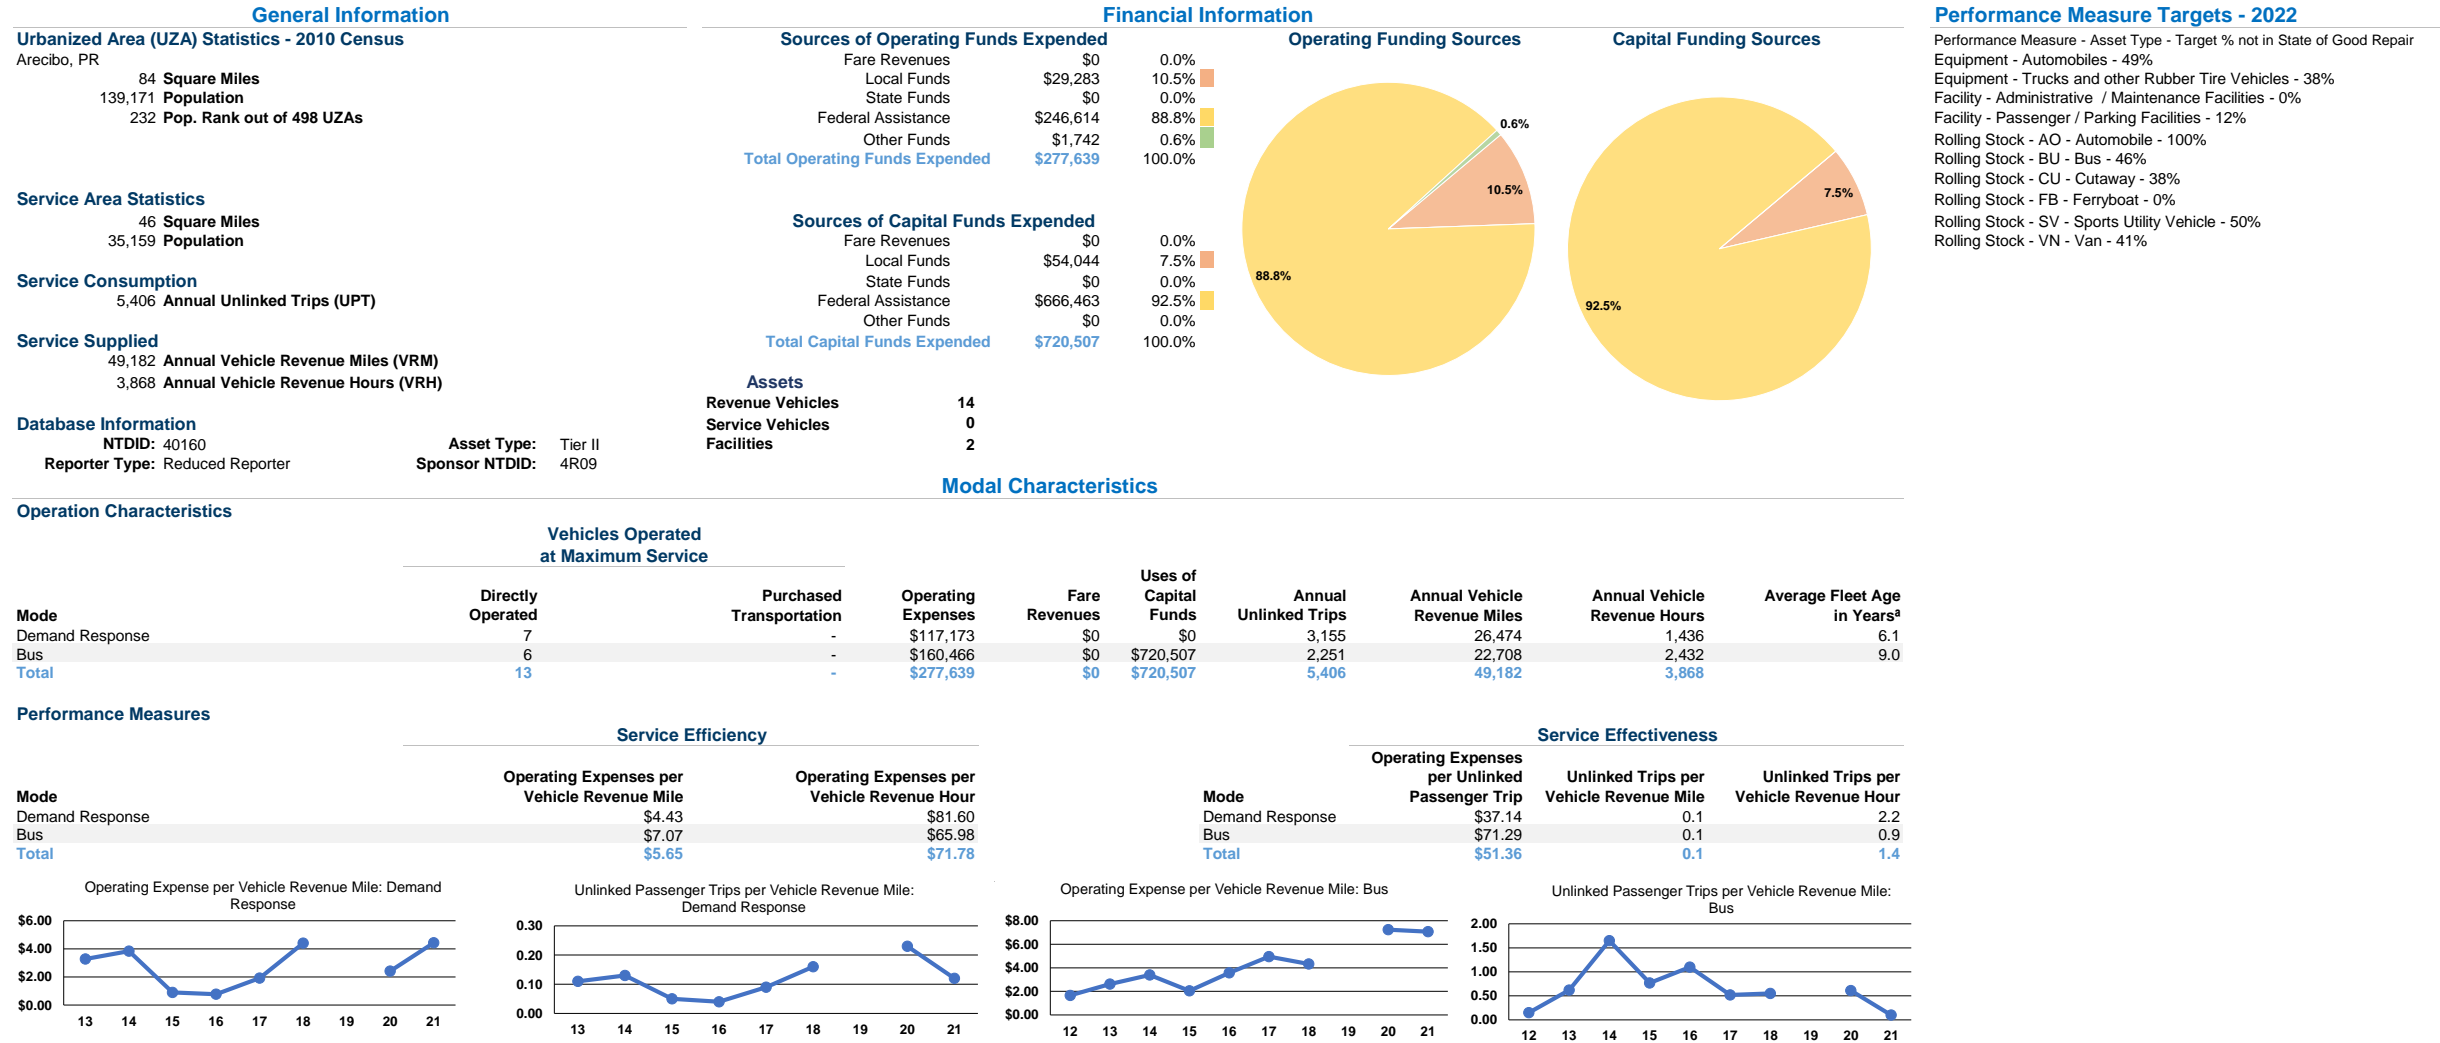 General Information
Urbanized Area (UZA) Statistics - 2010 Census
Arecibo, PR
84 Square Miles
139,171 Population
232 Pop. Rank out of 498 UZAs
Service Area Statistics
46 Square Miles
35,159 Population
Service Consumption
5,406 Annual Unlinked Trips (UPT)
Service Supplied
49,182 Annual Vehicle Revenue Miles (VRM)
3,868 Annual Vehicle Revenue Hours (VRH)
Database Information
NTDID: 40160 Asset Type: Tier II
Reporter Type: Reduced Reporter Sponsor NTDID: 4R09
Financial Information
Sources of Operating Funds Expended
Fare Revenues $0 0.0%
Local Funds $29,283 10.5%
State Funds $0 0.0%
Federal Assistance $246,614 88.8%
Other Funds $1,742 0.6%
Total Operating Funds Expended $277,639 100.0%
Sources of Capital Funds Expended
Fare Revenues $0 0.0%
Local Funds $54,044 7.5%
State Funds $0 0.0%
Federal Assistance $666,463 92.5%
Other Funds $0 0.0%
Total Capital Funds Expended $720,507 100.0%
Assets
Revenue Vehicles 14
Service Vehicles 0
Facilities 2
Operating Funding Sources
0.6%
10.5%
88.8%
Capital Funding Sources
7.5%
92.5%
Performance Measure Targets - 2022
Performance Measure - Asset Type - Target % not in State of Good Repair
Equipment - Automobiles - 49%
Equipment - Trucks and other Rubber Tire Vehicles - 38%
Facility - Administrative / Maintenance Facilities - 0%
Facility - Passenger / Parking Facilities - 12%
Rolling Stock - AO - Automobile - 100%
Rolling Stock - BU - Bus - 46%
Rolling Stock - CU - Cutaway - 38%
Rolling Stock - FB - Ferryboat - 0%
Rolling Stock - SV - Sports Utility Vehicle - 50%
Rolling Stock - VN - Van - 41%
Modal Characteristics
Operation Characteristics
Vehicles Operated
at Maximum Service
Uses of
Directly Purchased Operating Fare Capital Annual Annual Vehicle Annual Vehicle Average Fleet Age
Mode Operated Transportation Expenses Revenues Funds Unlinked Trips Revenue Miles Revenue Hours in Yearsª
Demand Response 7 - $117,173 $0 $0 3,155 26,474 1,436 6.1
Bus 6 - $160,466 $0 $720,507 2,251 22,708 2,432 9.0
Total 13 - $277,639 $0 $720,507 5,406 49,182 3,868
Performance Measures
Service Efficiency
Operating Expenses per Operating Expenses per
Mode Vehicle Revenue Mile Vehicle Revenue Hour
Demand Response $4.43 $81.60
Bus $7.07 $65.98
Total $5.65 $71.78
Service Effectiveness
Operating Expenses
per Unlinked Unlinked Trips per Unlinked Trips per
Mode Passenger Trip Vehicle Revenue Mile Vehicle Revenue Hour
Demand Response $37.14 0.1 2.2
Bus $71.29 0.1 0.9
Total $51.36 0.1 1.4
Operating Expense per Vehicle Revenue Mile: Demand
Response
$6.00
$4.00
$2.00
$0.00
13 14 15 16 17 18 19 20 21
Unlinked Passenger Trips per Vehicle Revenue Mile:
Demand Response
0.30
0.20
0.10
0.00
13 14 15 16 17 18 19 20 21
Operating Expense per Vehicle Revenue Mile: Bus
$8.00
$6.00
$4.00
$2.00
$0.00
12 13 14 15 16 17 18 19 20 21
Unlinked Passenger Trips per Vehicle Revenue Mile:
Bus
2.00
1.50
1.00
0.50
0.00
12 13 14 15 16 17 18 19 20 21